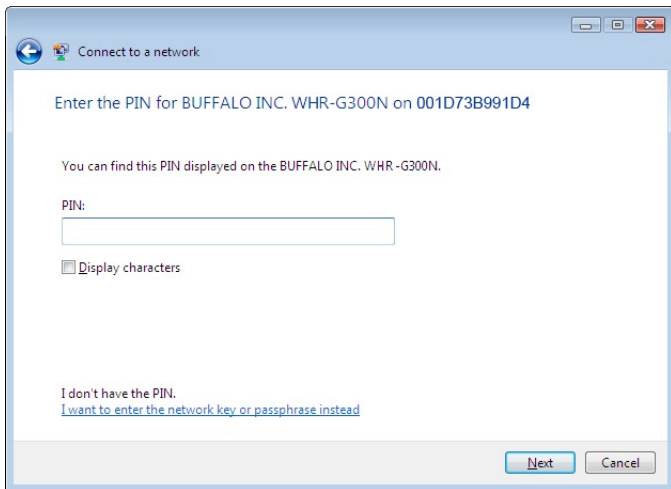 Connect to a network
Enter the PIN for BUFFALO INC. WHR-G300N on 001D73B991D4
You can find this PIN displayed on the BUFFALO INC. WHR-G300N.
PIN:
Display characters
I don't have the PIN.
I want to enter the network key or passphrase instead
Next Cancel